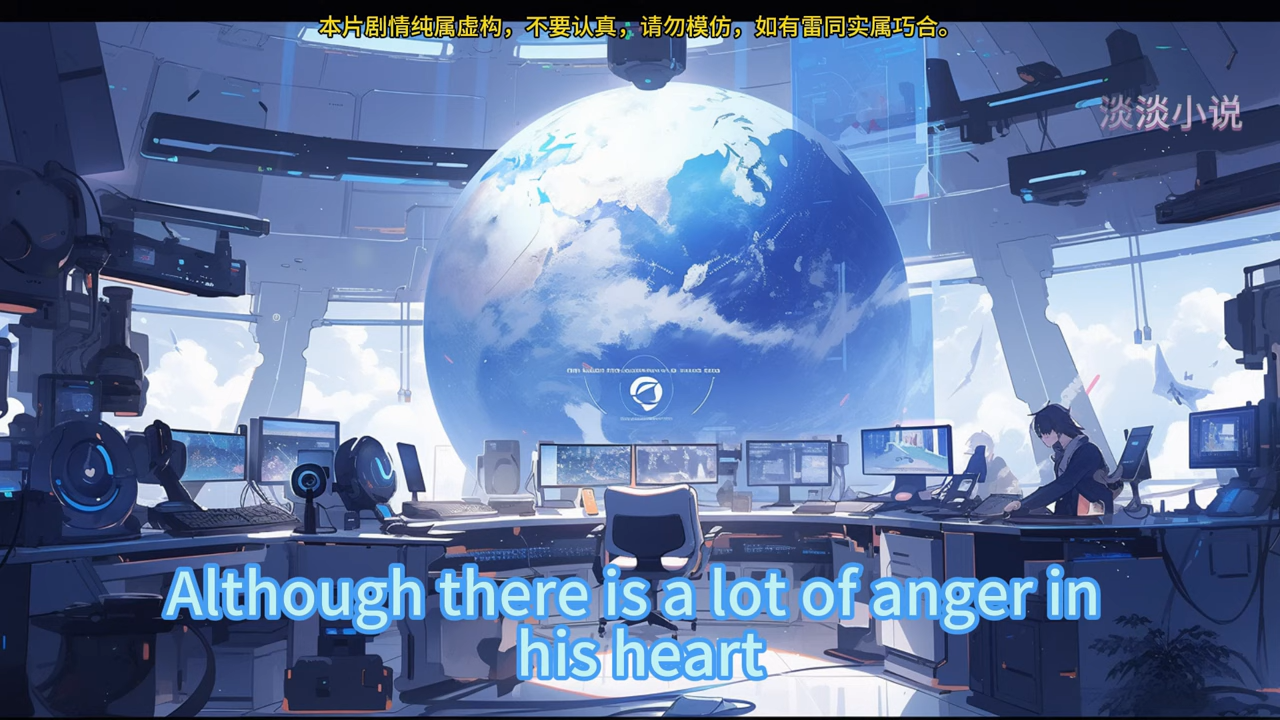 本片剧情纯属虚构，不要认真，请勿模仿，如有雷同实属巧合。
淡淡小说
Although there is a lot of anger in
his heart